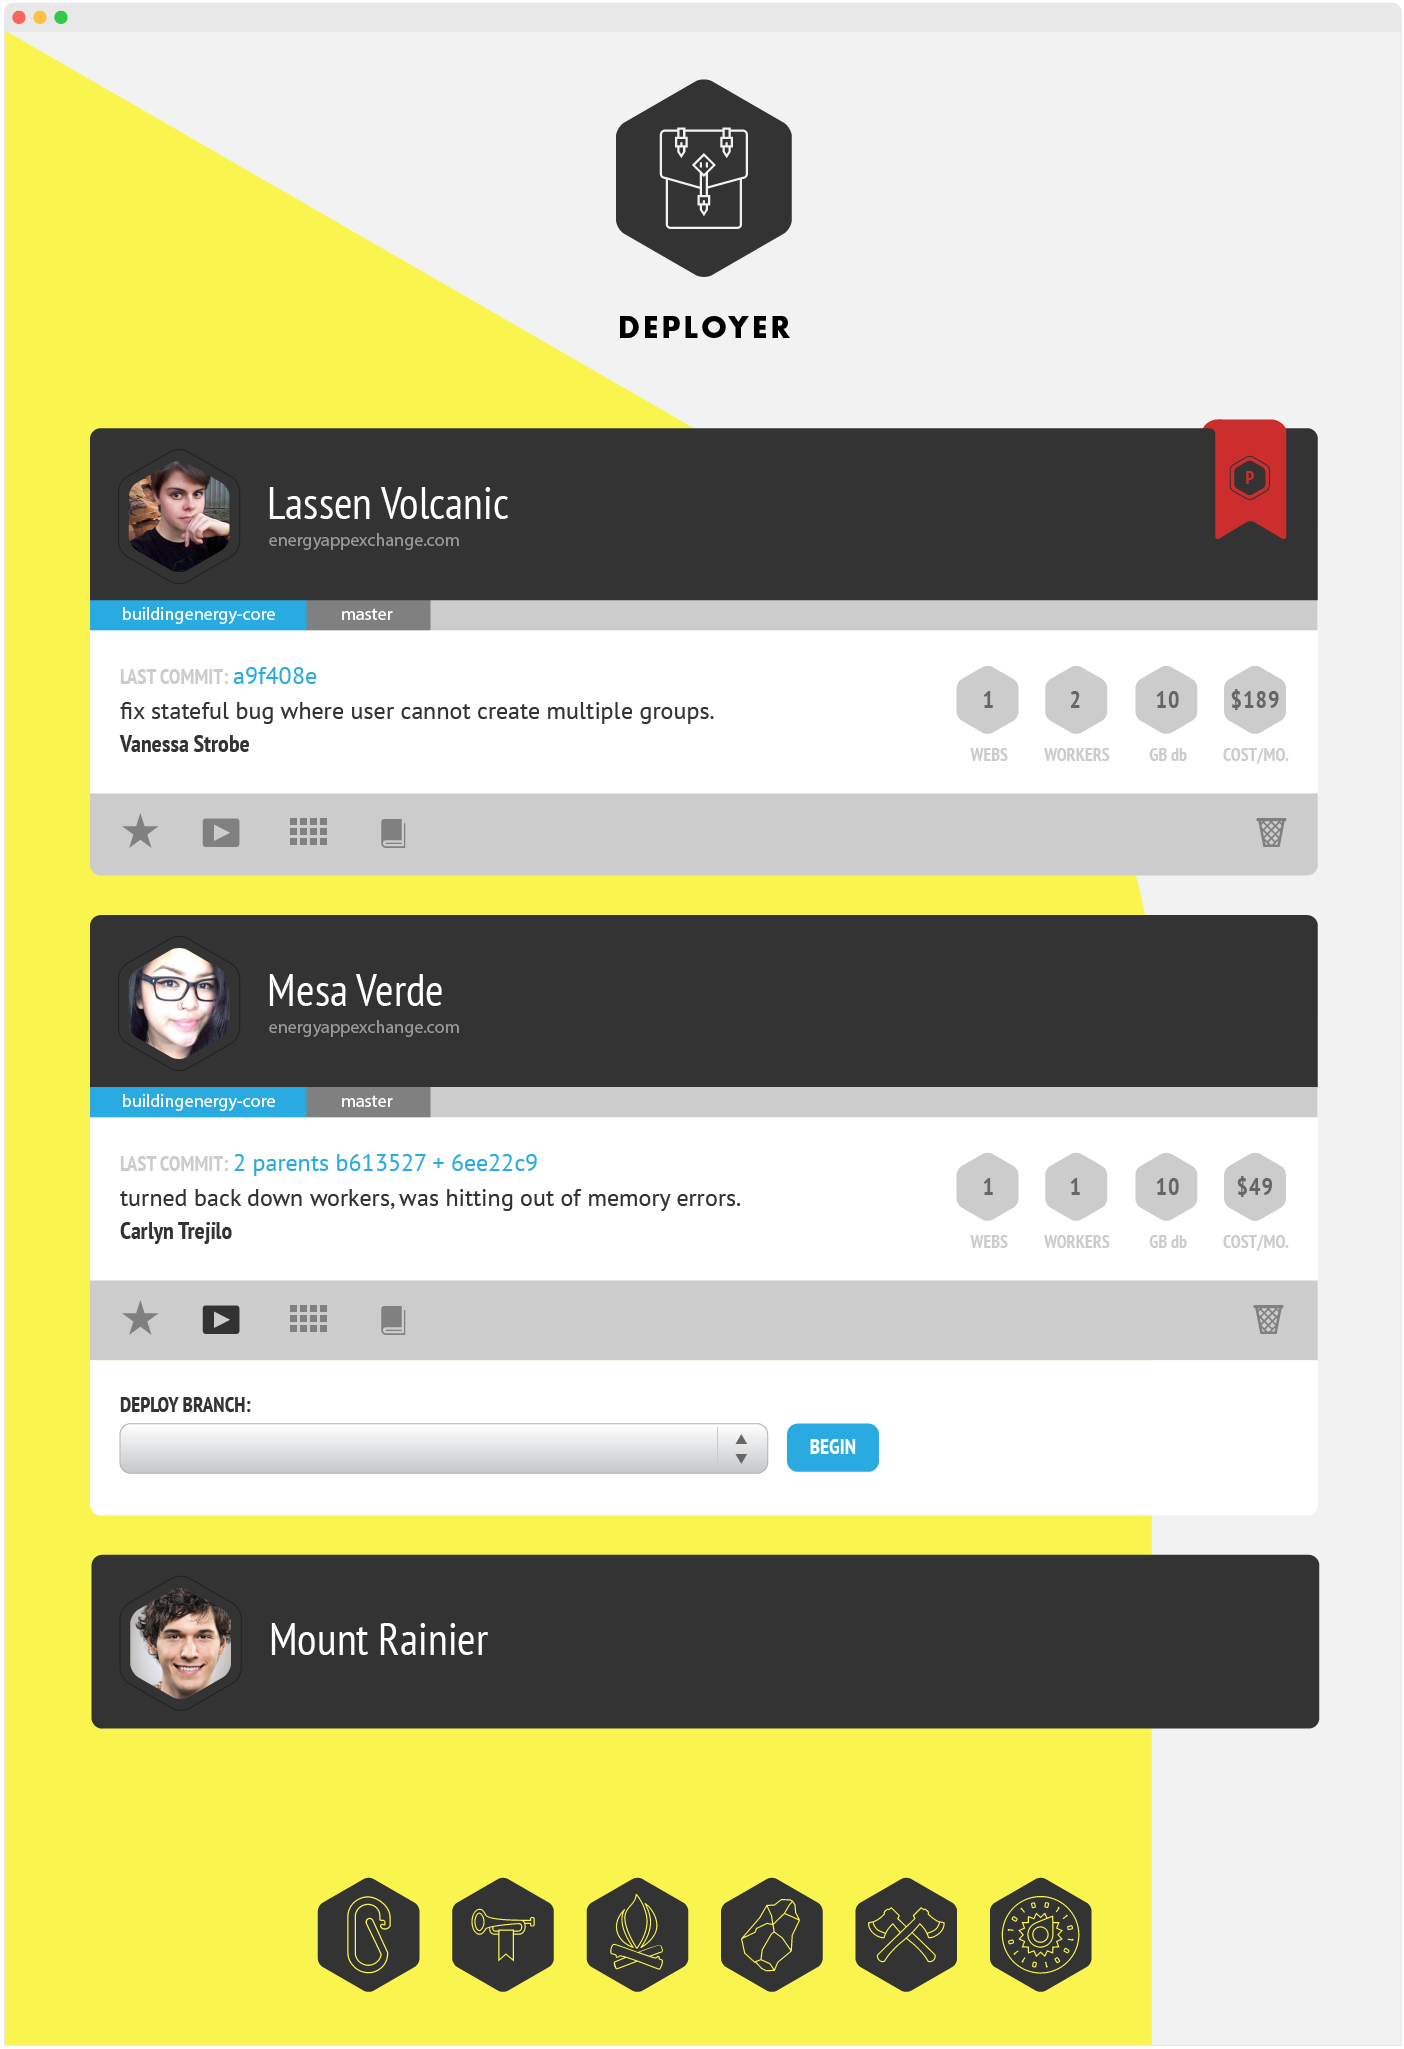 DEPLOYER
P
Lassen Volcanic
energyappexchange.com
buildingenergy-core master
LAST COMMIT: a9f408e
fix stateful bug where user cannot create multiple groups.
Vanessa Strobe
1 2 10 $189
WEBS WORKERS GB db COST/MO.
Mesa Verde
energyappexchange.com
buildingenergy-core master
LAST COMMIT: 2 parents b613527 + 6ee22c9
turned back down workers, was hitting out of memory errors.
Carlyn Trejilo
1 1 10 $49
WEBS WORKERS GB db COST/MO.
DEPLOY BRANCH:
BEGIN
Mount Rainier